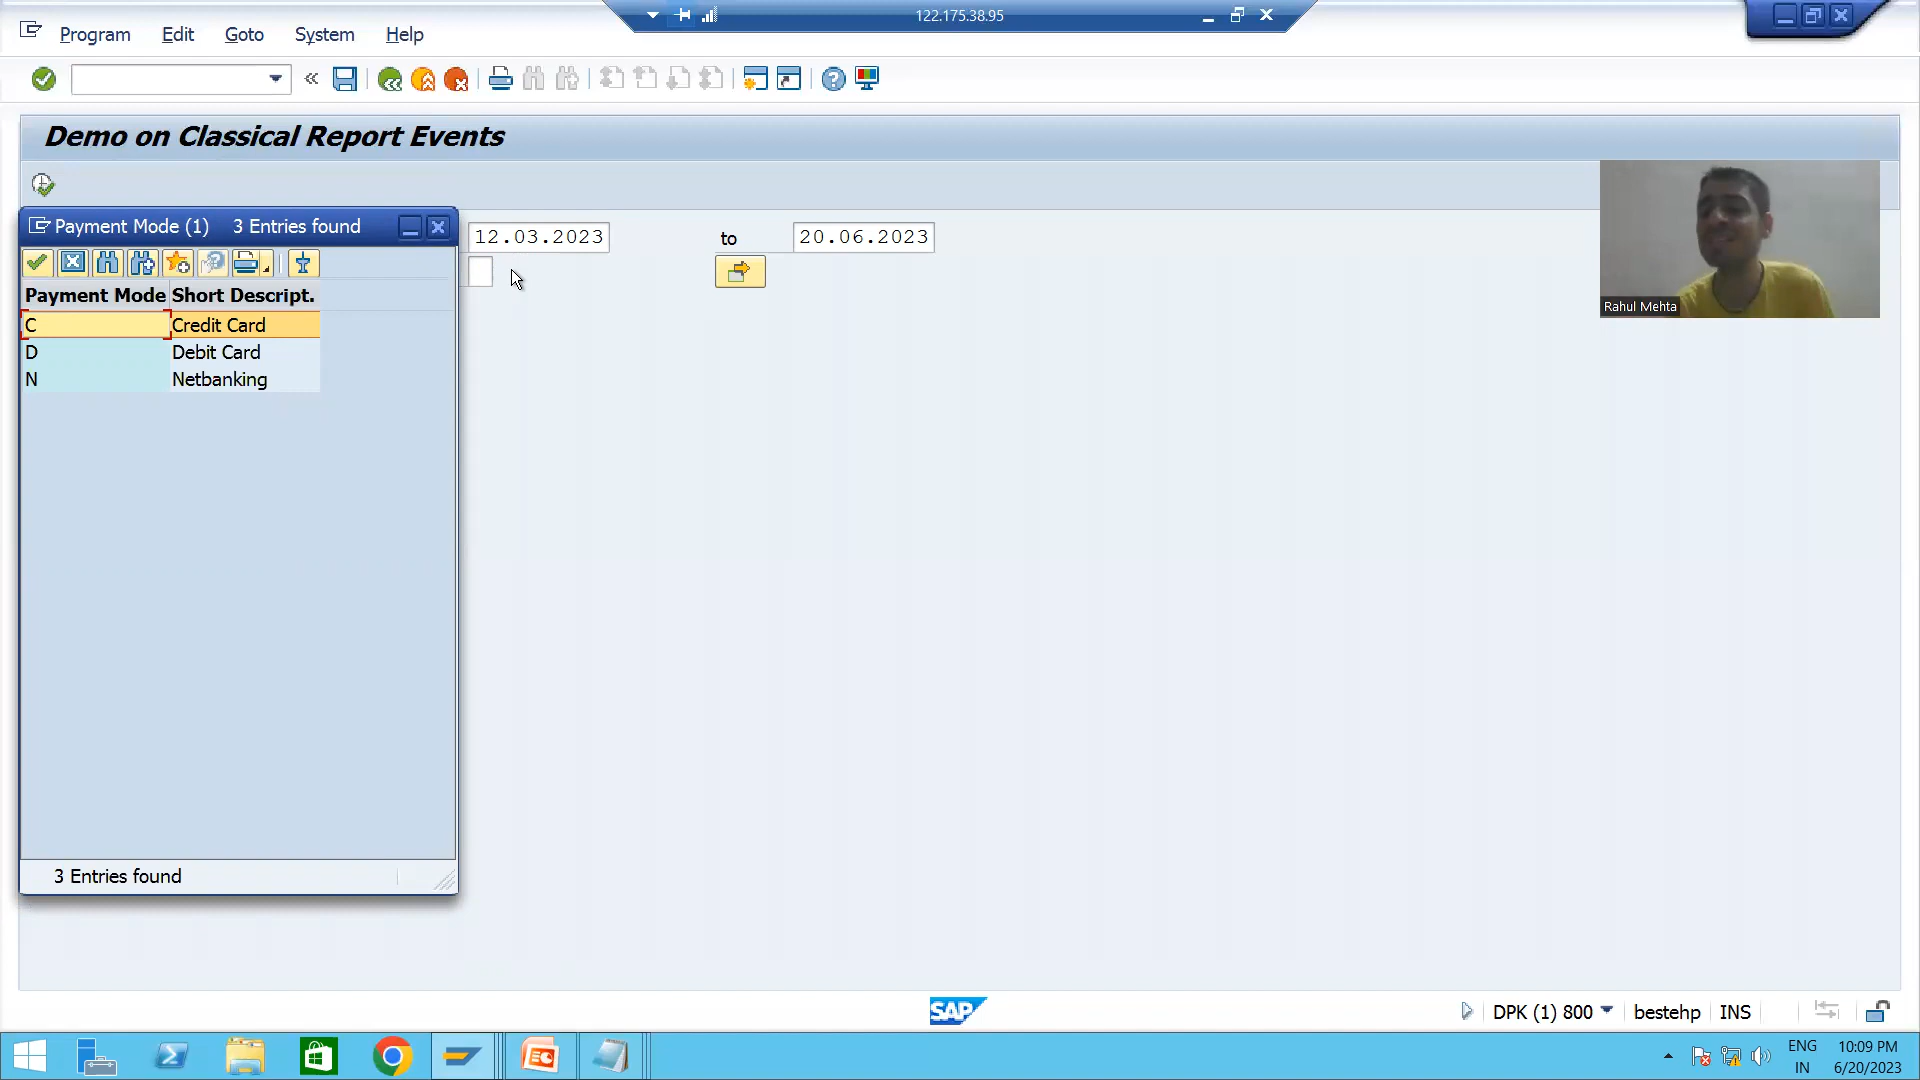 122.175.38.95
Program Edit Goto System Help
Demo on Classical Report Events
Payment Mode (1) 3 Entries found
12.03.2023 to 20.06.2023
Payment Mode Short Descript.
C Credit Card
D Debit Card
N Netbanking
Rahul Mehta
3 Entries found
SAP
DPK (1) 800 bestehp INS
ENG 10:09 PM
IN 6/20/2023